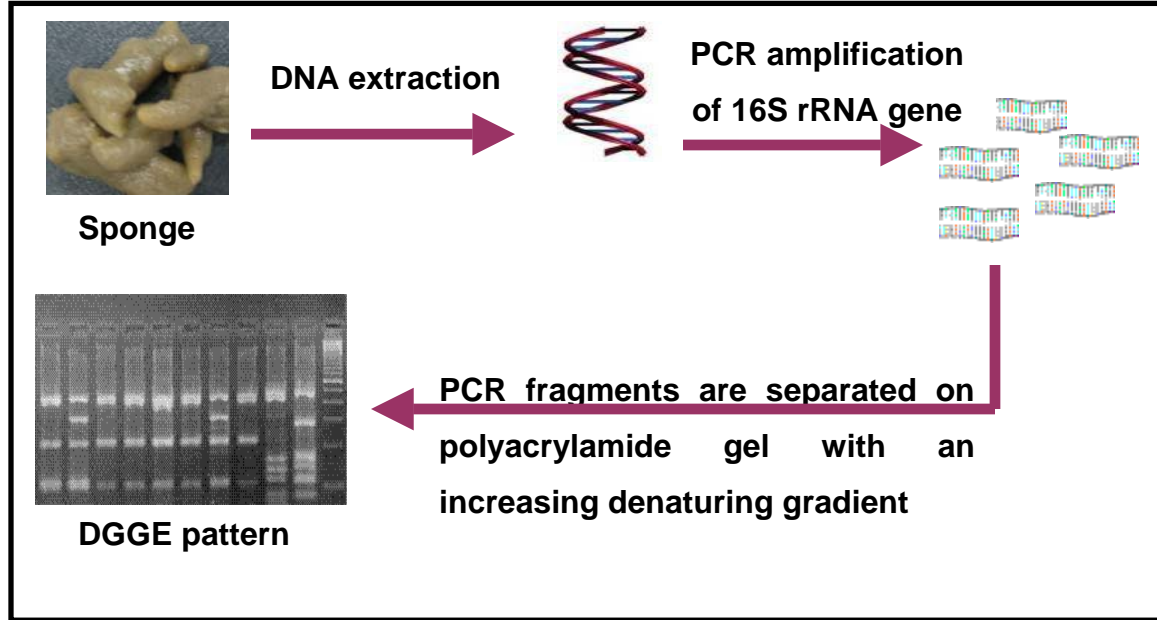 DNA extraction
PCR amplification
of 16S rRNA gene
Sponge
PCR fragments are separated on
polyacrylamide gel with an
increasing denaturing gradient
DGGE pattern